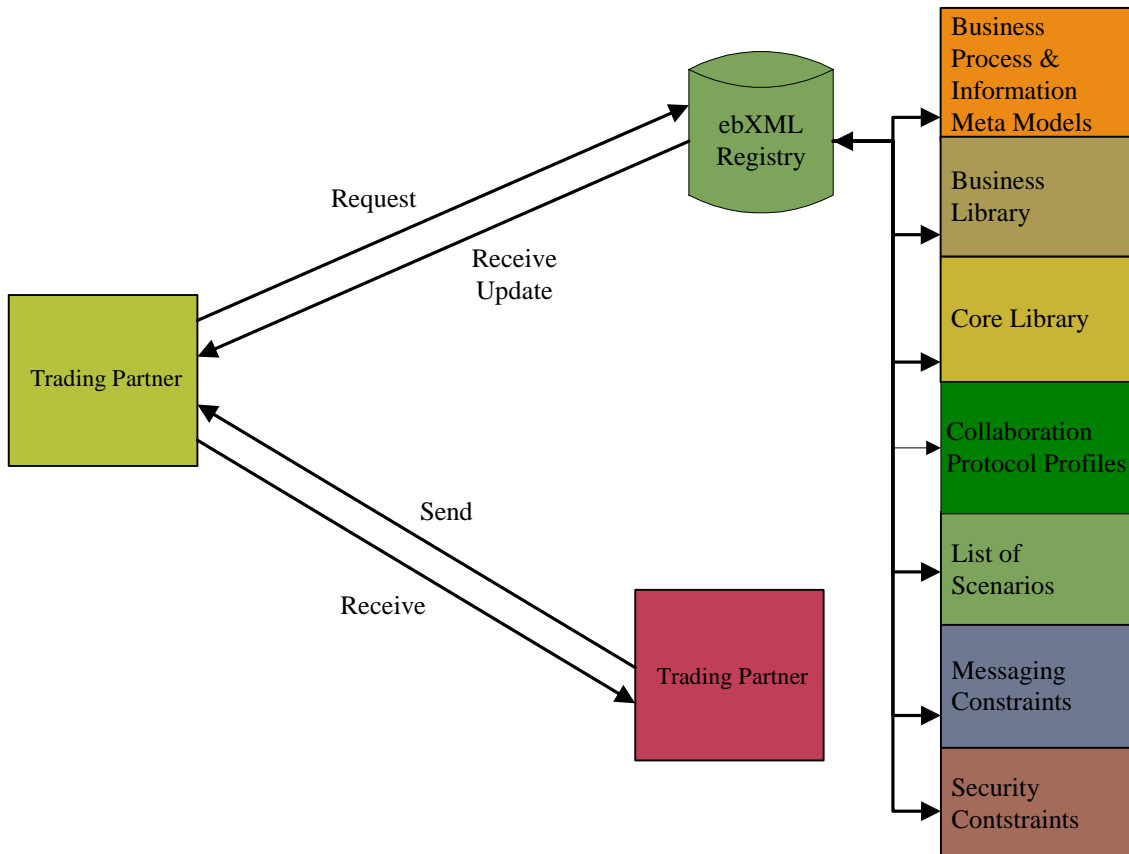 Business
Process &
Information
Meta Models
ebXML
Registry
Request
Business
Library
Receive
Update
Core Library
Trading Partner
Collaboration
Protocol Profiles
Send
List of
Scenarios
Receive
Trading Partner
Messaging
Constraints
Security
Contstraints